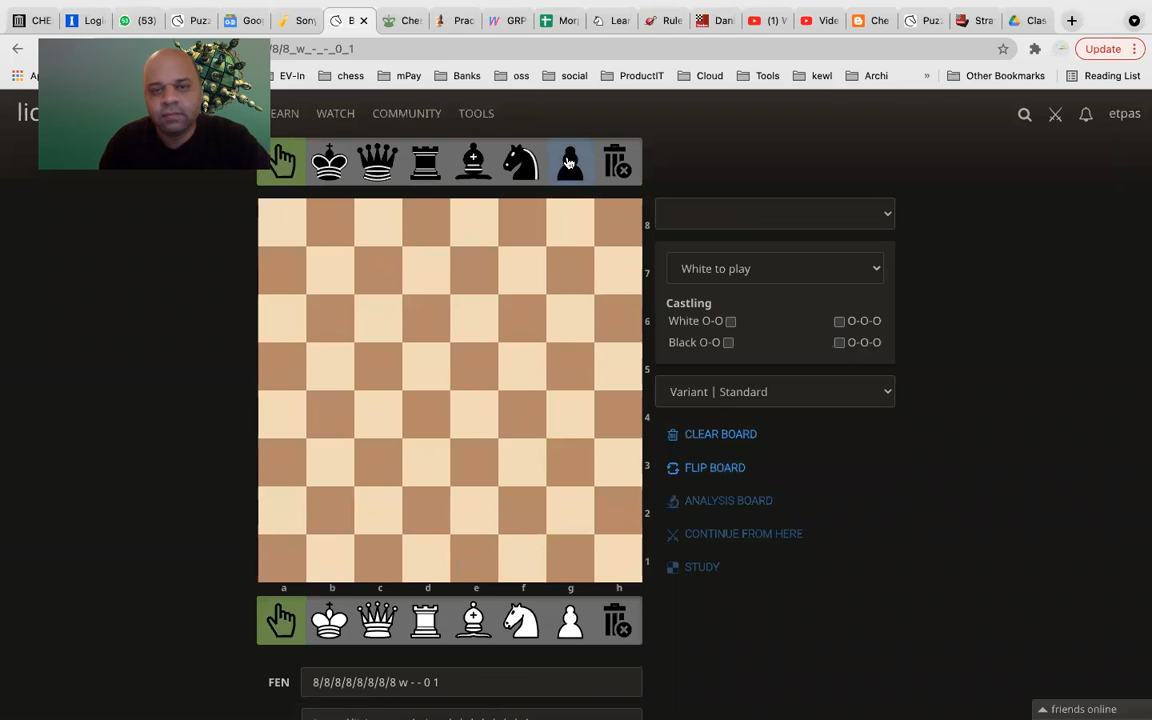 CHE
Logi
(53)
Puzz
B
Goo
Sony
Che
Prac
GRP
Mor
Lear
Rule
Dan
(1) V
Vide
Che
Puz
Stra
Clas
/8/8_w_-_-_0_1
Update
EV-In
chess
mPay
Banks
oss
social
ProductIT
Cloud
Tools
kewl
Archi
»
Other Bookmarks
Reading List
lic
EARN
WATCH
COMMUNITY
TOOLS
etpas
8
7
6
5
4
3
2
1
a b c d e f g h
White to play
Castling
White O-O
O-O-O
Black O-O
O-O-O
Variant | Standard
CLEAR BOARD
FLIP BOARD
ANALYSIS BOARD
CONTINUE FROM HERE
STUDY
FEN
8/8/8/8/8/8/8/8 w - - 0 1
friends online